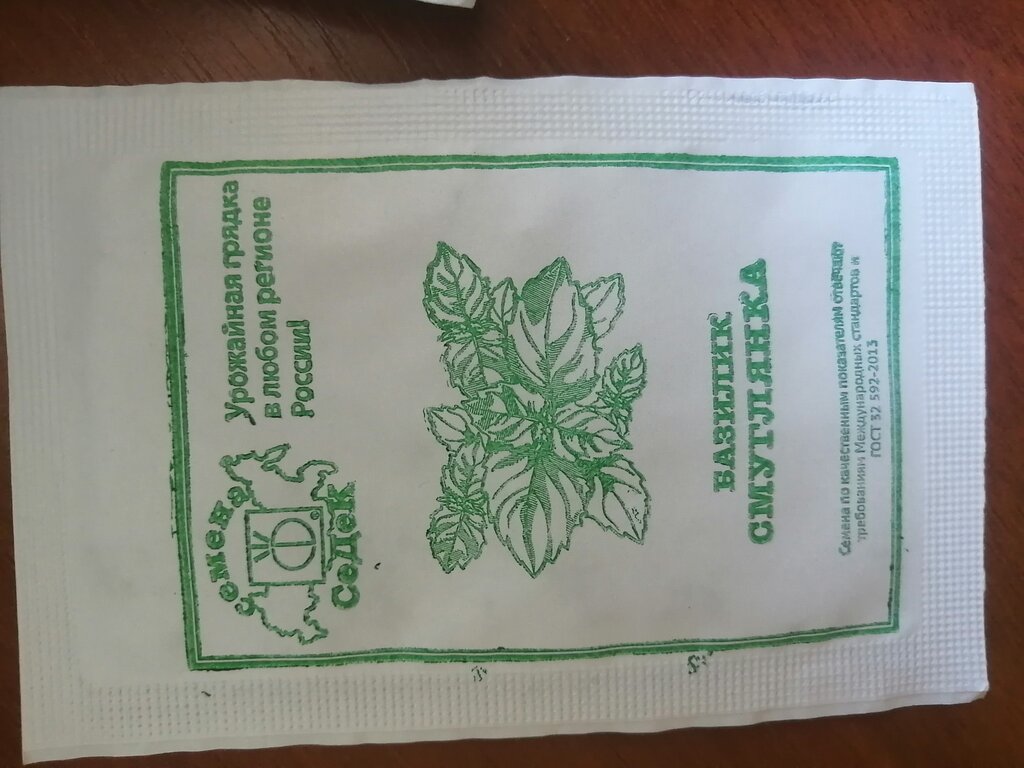 Семена
СеДеК
Урожайная грядка
в любом регионе
России!
БАЗИЛИК
СМУГЛЯНКА
Семена по качественным показателям отвечают
требованиям Международных стандартов и
ГОСТ 32 592-2013